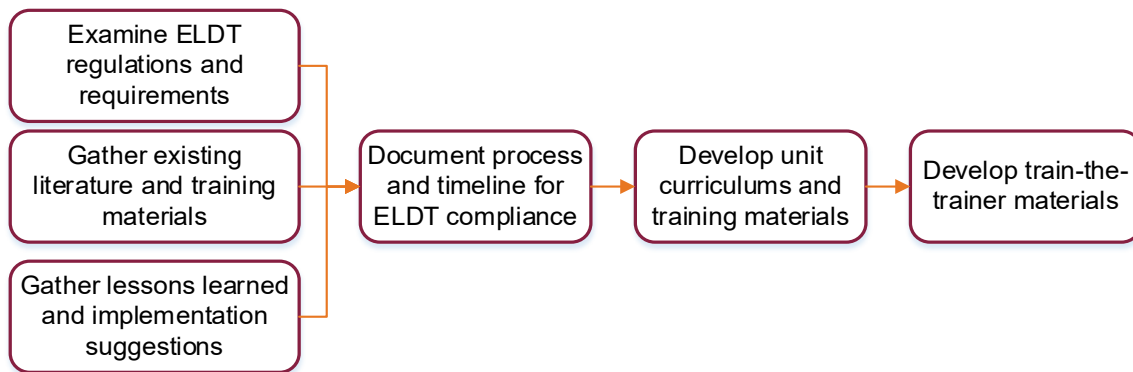 Examine ELDT
regulations and
requirements
Gather existing
literature and training
materials
Gather lessons learned
and implementation
suggestions
Document process
and timeline for
ELDT compliance
Develop unit
curriculums and
training materials
Develop train-the-
trainer materials